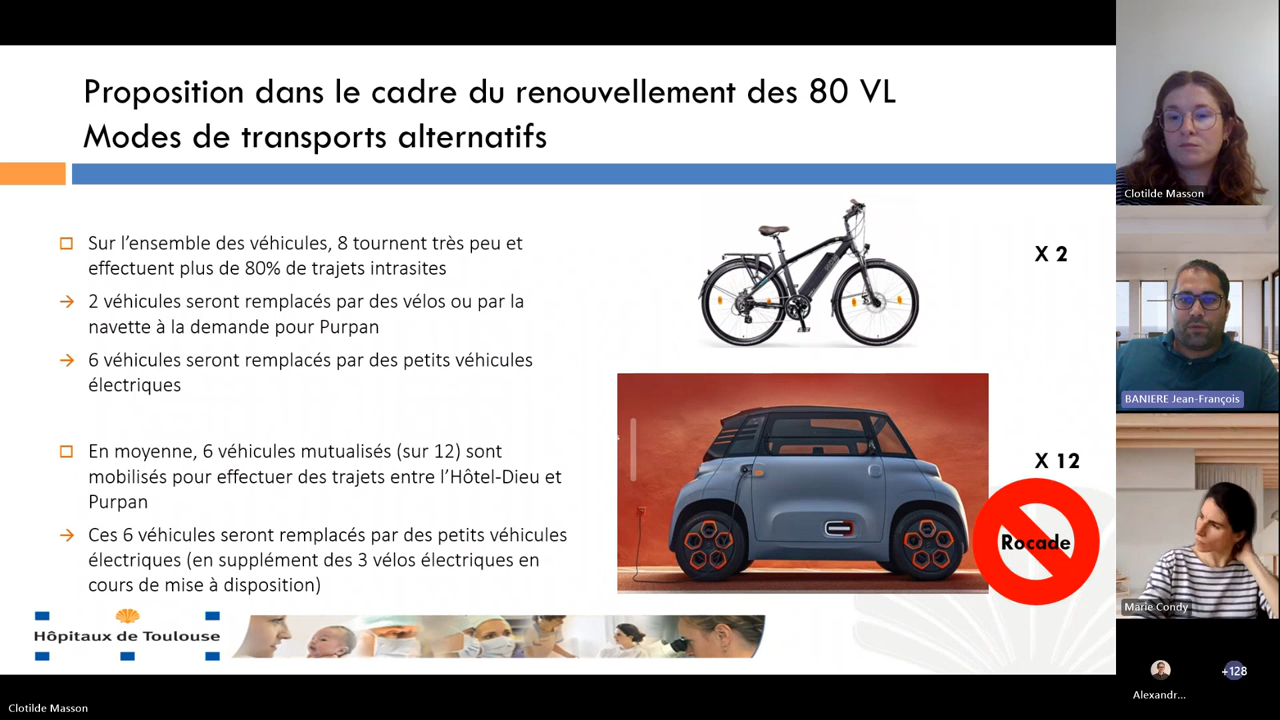 Proposition dans le cadre du renouvellement des 80 VL
Modes de transports alternatifs
Sur l’ensemble des véhicules, 8 tournent très peu et
effectuent plus de 80% de trajets intrasites
→ 2 véhicules seront remplacés par des vélos ou par la
navette à la demande pour Purpan
→ 6 véhicules seront remplacés par des petits véhicules
électriques
En moyenne, 6 véhicules mutualisés (sur 12) sont
mobilisés pour effectuer des trajets entre l’Hôtel-Dieu et
Purpan
→ Ces 6 véhicules seront remplacés par des petits véhicules
électriques (en supplément des 3 vélos électriques en
cours de mise à disposition)
X 2
X 12
Rocade
Hôpitaux de Toulouse
Clotilde Masson
BANIERE Jean-François
Marie Condy
Alexandr...
+128
Clotilde Masson